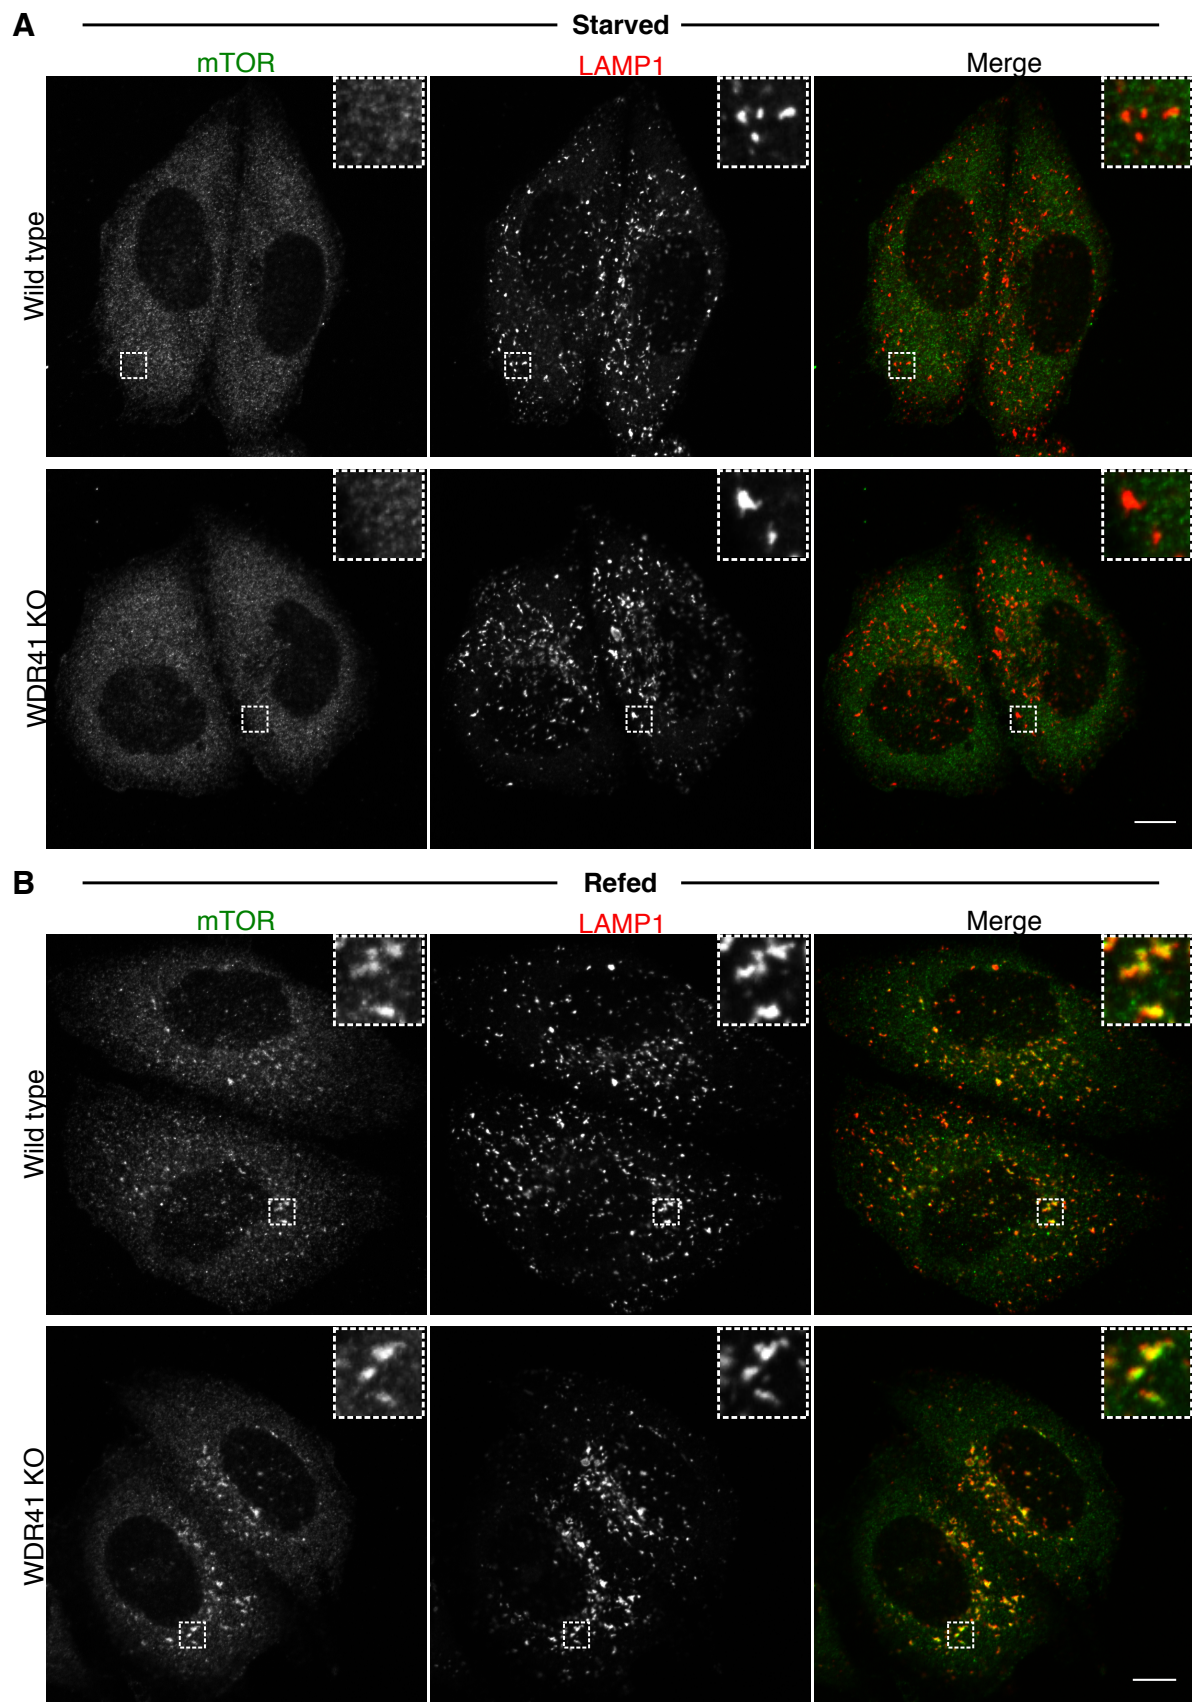 A
Starved
mTOR LAMP1 Merge
Wild type
WDR41 KO
B
Refed
mTOR LAMP1 Merge
Wild type
WDR41 KO